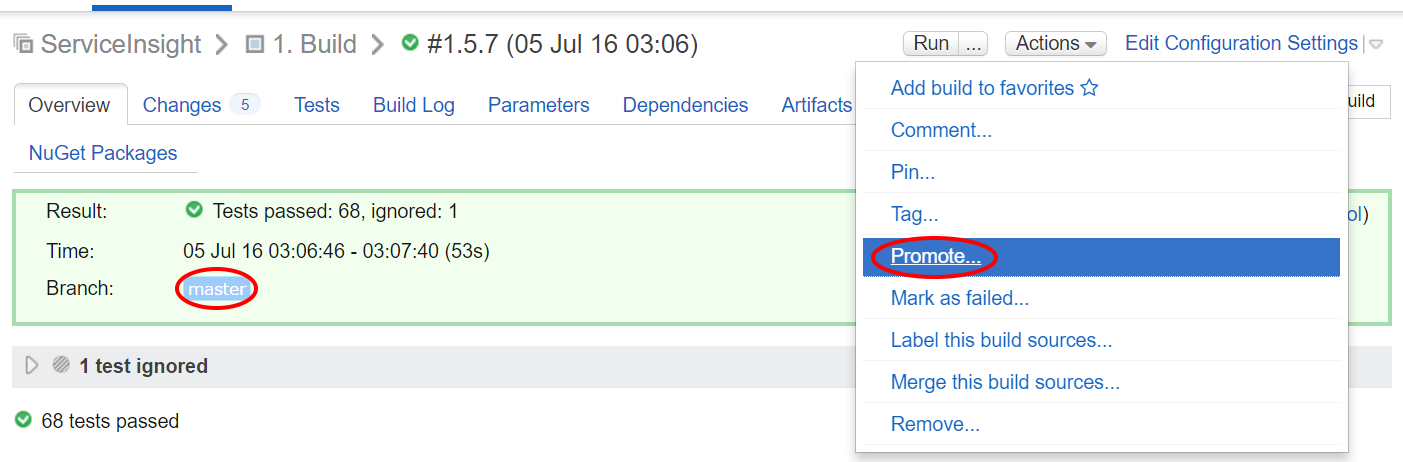 ServiceInsight 1. Build #1.5.7 (05 Jul 16 03:06) Run ... Actions Edit Configuration Settings
Overview Changes 5 Tests Build Log Parameters Dependencies Artifacts
NuGet Packages
Result: Tests passed: 68, ignored: 1
Time: 05 Jul 16 03:06:46 - 03:07:40 (53s)
Branch: master
1 test ignored
68 tests passed
Add build to favorites
Comment...
Pin...
Tag...
Promote...
Mark as failed...
Label this build sources...
Merge this build sources...
Remove...